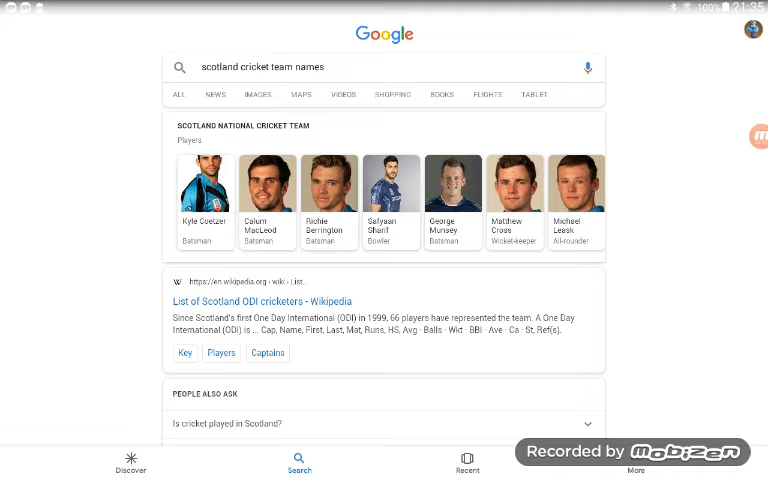 100% 21:35
Google
scotland cricket team names
ALL NEWS IMAGES MAPS VIDEOS SHOPPING BOOKS FLIGHTS TABLET
SCOTLAND NATIONAL CRICKET TEAM
Players
Kyle Coetzer
Batsman
Calum
MacLeod
Batsman
Richie
Berrington
Batsman
Safyaan
Sharif
Bowler
George
Munsey
Batsman
Matthew
Cross
Wicket-keeper
Michael
Leask
All-rounder
W https://en.wikipedia.org › wiki › List...
List of Scotland ODI cricketers - Wikipedia
Since Scotland's first One Day International (ODI) in 1999, 66 players have represented the team. A One Day
International (ODI) is ... Cap, Name, First, Last, Mat, Runs, HS, Avg · Balls · Wkt · BBI · Ave · Ca · St, Ref(s).
Key Players Captains
PEOPLE ALSO ASK
Is cricket played in Scotland?
Recorded by mobizen
Discover Search Recent More